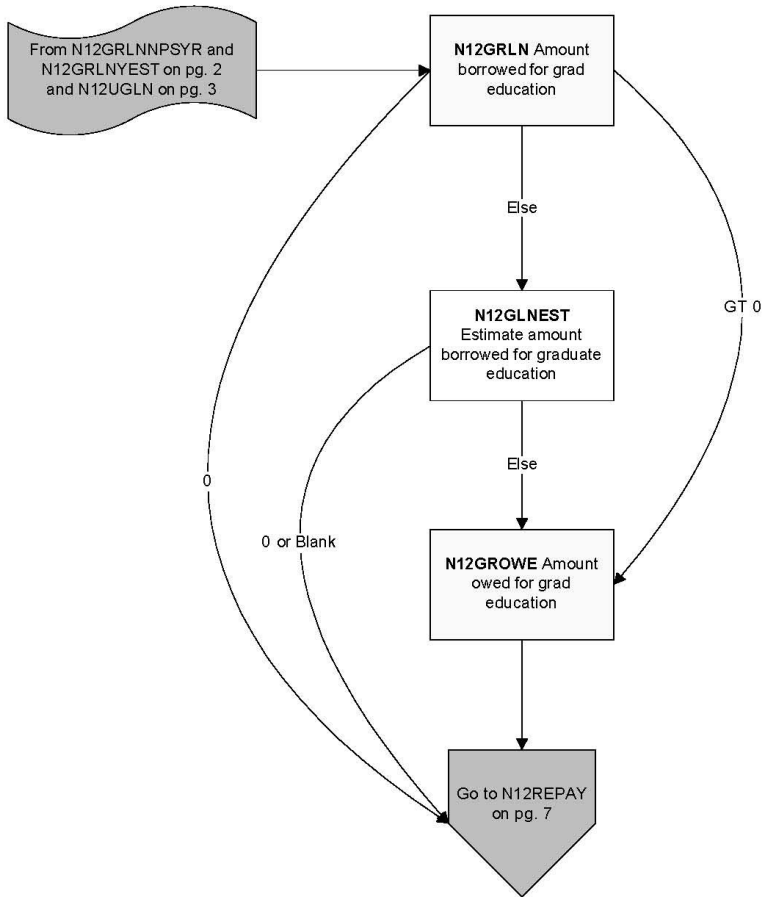 From N12GRLNNPSYR and
N12GRLNYEST on pg. 2
and N12UGLN on pg. 3
N12GRLN Amount
borrowed for grad
education
Else
GT 0
N12GLNEST
Estimate amount
borrowed for graduate
education
Else
0
0 or Blank
N12GROWE Amount
owed for grad
education
Go to N12REPAY
on pg. 7